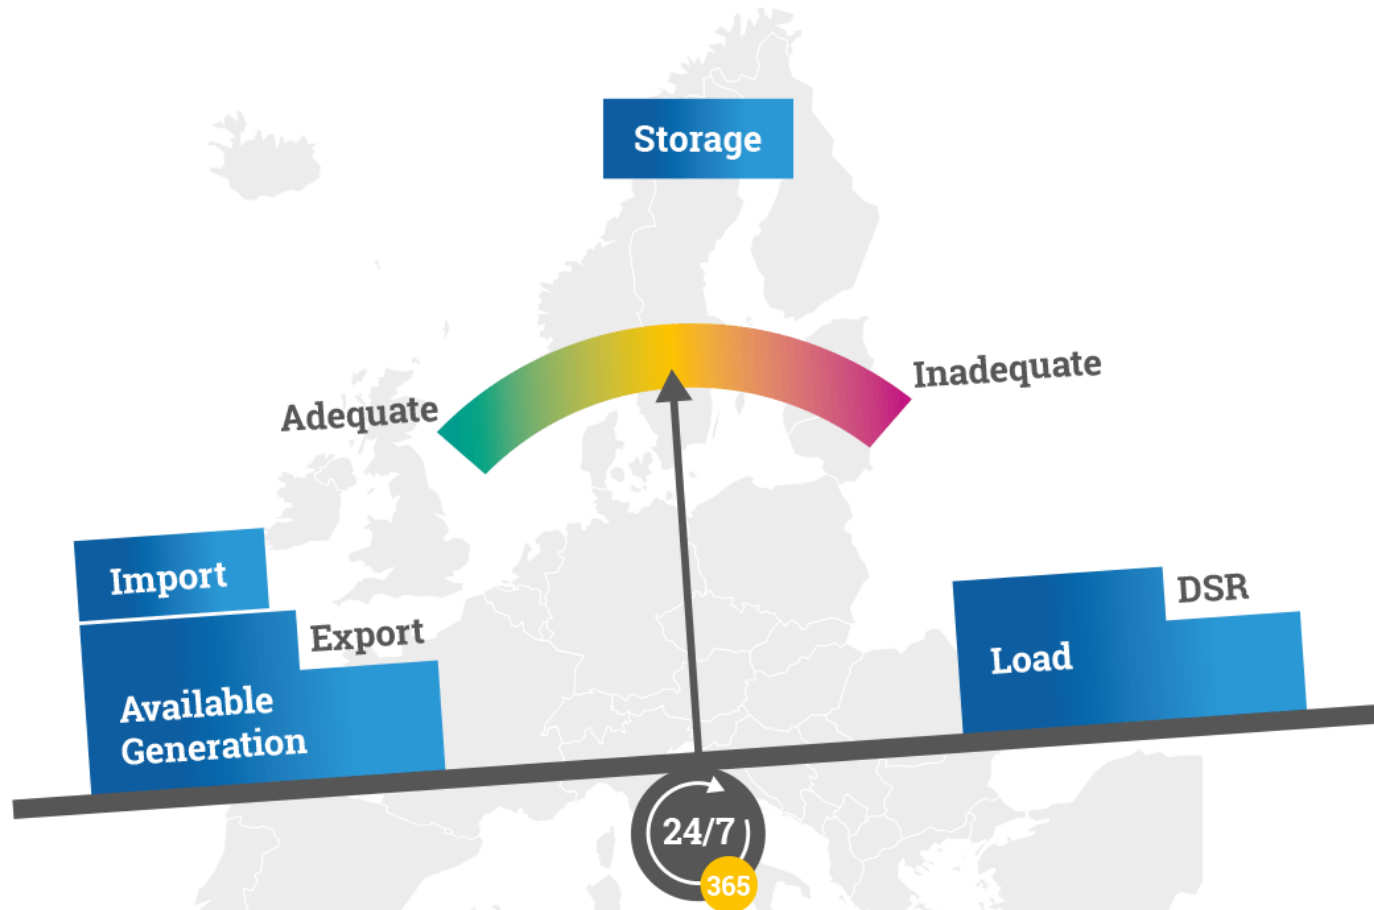 Storage
Adequate
Inadequate
Import
Export
Available
Generation
Load
DSR
24/7
365